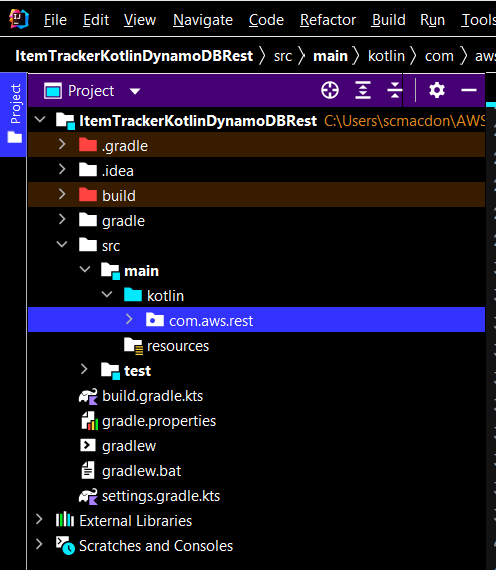 File Edit View Navigate Code Refactor Build Run Tools
ItemTrackerKotlinDynamoDBRest 〉 src 〉 main 〉 kotlin 〉 com 〉 aws
Project
Project
ItemTrackerKotlinDynamoDBRest C:\Users\scmacdon\AWS
.gradle
.idea
build
gradle
src
main
kotlin
com.aws.rest
resources
test
build.gradle.kts
gradle.properties
gradlew
gradlew.bat
settings.gradle.kts
External Libraries
Scratches and Consoles